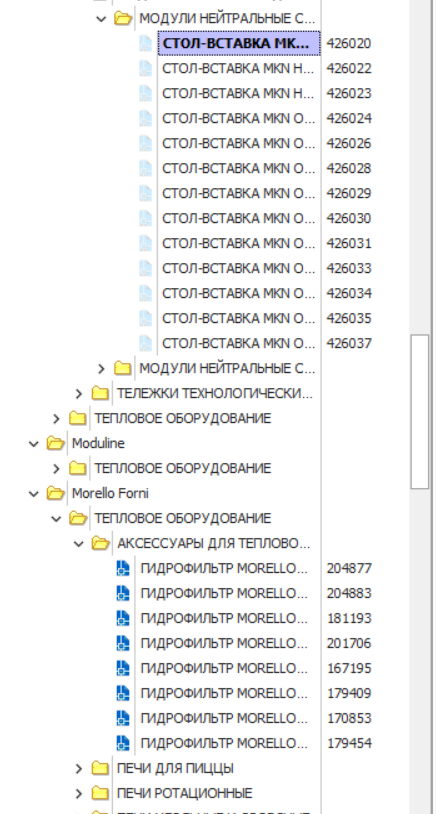 МОДУЛИ НЕЙТРАЛЬНЫЕ С...
СТОЛ-ВСТАВКА MK... 426020
СТОЛ-ВСТАВКА MKN H... 426022
СТОЛ-ВСТАВКА MKN H... 426023
СТОЛ-ВСТАВКА MKN O... 426024
СТОЛ-ВСТАВКА MKN O... 426026
СТОЛ-ВСТАВКА MKN O... 426028
СТОЛ-ВСТАВКА MKN O... 426029
СТОЛ-ВСТАВКА MKN O... 426030
СТОЛ-ВСТАВКА MKN O... 426031
СТОЛ-ВСТАВКА MKN O... 426033
СТОЛ-ВСТАВКА MKN O... 426034
СТОЛ-ВСТАВКА MKN O... 426035
СТОЛ-ВСТАВКА MKN O... 426037
МОДУЛИ НЕЙТРАЛЬНЫЕ С...
ТЕЛЕЖКИ ТЕХНОЛОГИЧЕСКИ...
ТЕПЛОВОЕ ОБОРУДОВАНИЕ
Moduline
ТЕПЛОВОЕ ОБОРУДОВАНИЕ
Morello Forni
ТЕПЛОВОЕ ОБОРУДОВАНИЕ
АКСЕССУАРЫ ДЛЯ ТЕПЛОВО...
ГИДРОФИЛЬТР MORELLO... 204877
ГИДРОФИЛЬТР MORELLO... 204883
ГИДРОФИЛЬТР MORELLO... 181193
ГИДРОФИЛЬТР MORELLO... 201706
ГИДРОФИЛЬТР MORELLO... 167195
ГИДРОФИЛЬТР MORELLO... 179409
ГИДРОФИЛЬТР MORELLO... 170853
ГИДРОФИЛЬТР MORELLO... 179454
ПЕЧИ ДЛЯ ПИЦЦЫ
ПЕЧИ РОТАЦИОННЫЕ